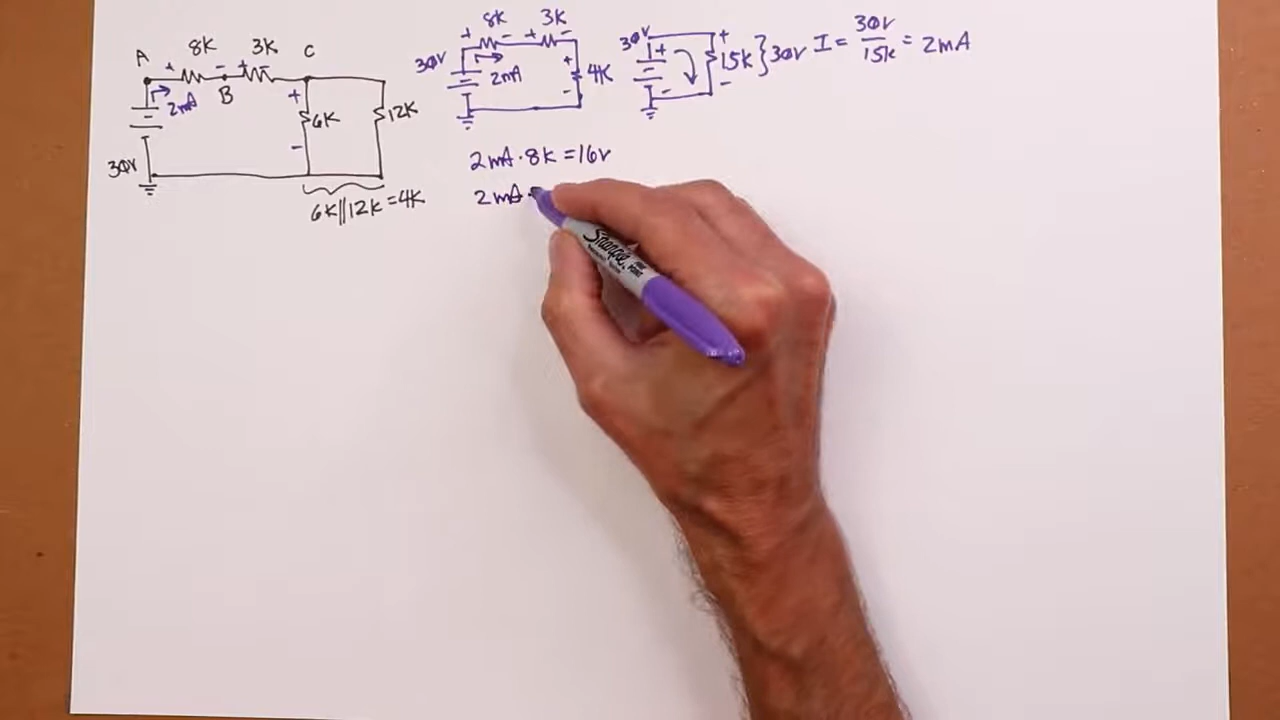 A 8K 3K C
2mA B
6K 12K
30V
6K||12K=4K
8K 3K
30V 2mA 4K
30V 15K}30V I = 30V/15K = 2mA
2mA·8K=16V
2mA·
Sharpie